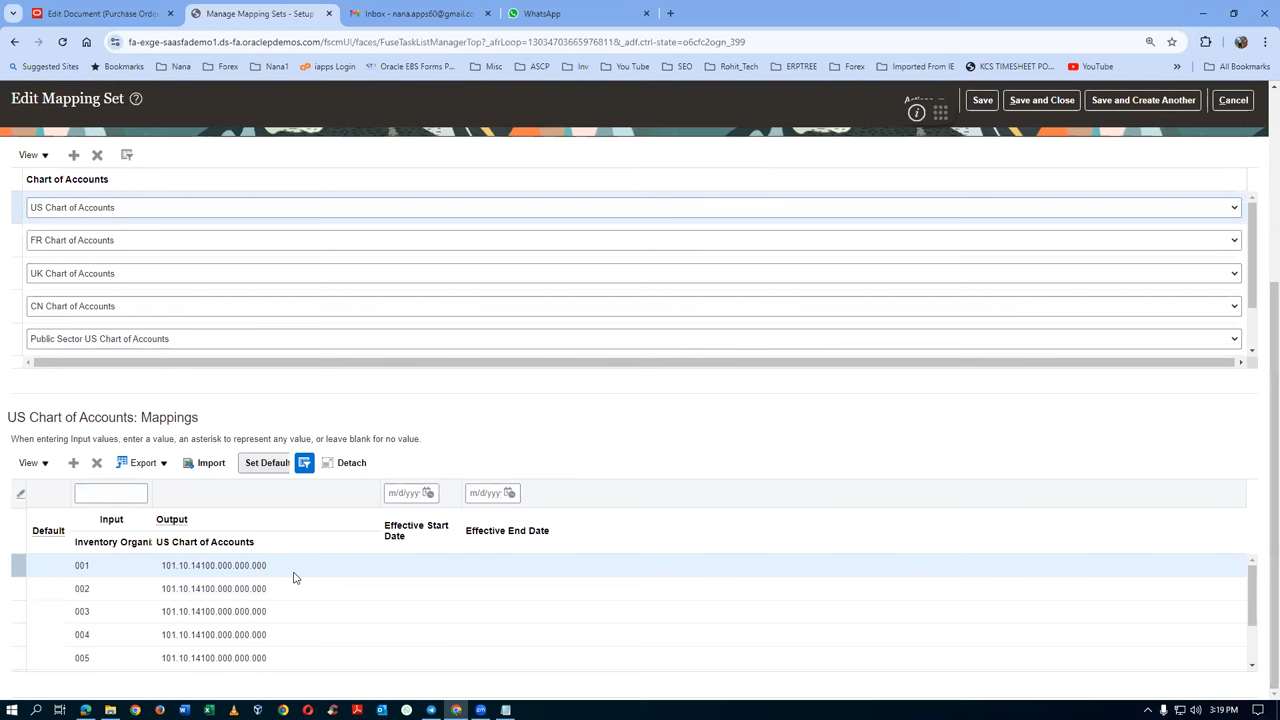 Edit Document (Purchase Orde
Manage Mapping Sets - Setup
Inbox - nana.apps60@gmail.c
WhatsApp
fa-exge-saasfademo1.ds-fa.oraclepdemos.com/fscmUI/faces/FuseTaskListManagerTop?_afrLoop=13034703665976811&_adf.ctrl-state=o6cfc2ogn_399
Suggested Sites
Bookmarks
Nana
Forex
Nana1
iapps Login
Oracle EBS Forms P...
Misc
ASCP
Inv
You Tube
SEO
Rohit_Tech
ERPTREE
Forex
Imported From IE
KCS TIMESHEET PO...
YouTube
All Bookmarks
Edit Mapping Set
Save
Save and Close
Save and Create Another
Cancel
View
Chart of Accounts
US Chart of Accounts
FR Chart of Accounts
UK Chart of Accounts
CN Chart of Accounts
Public Sector US Chart of Accounts
US Chart of Accounts: Mappings
When entering Input values, enter a value, an asterisk to represent any value, or leave blank for no value.
View
Export
Import
Set Defaul
Detach
m/d/yyy
m/d/yyy
Default
Input
Output
Effective Start Date
Effective End Date
Inventory Organi
US Chart of Accounts
001 101.10.14100.000.000.000
002 101.10.14100.000.000.000
003 101.10.14100.000.000.000
004 101.10.14100.000.000.000
005 101.10.14100.000.000.000
3:19 PM